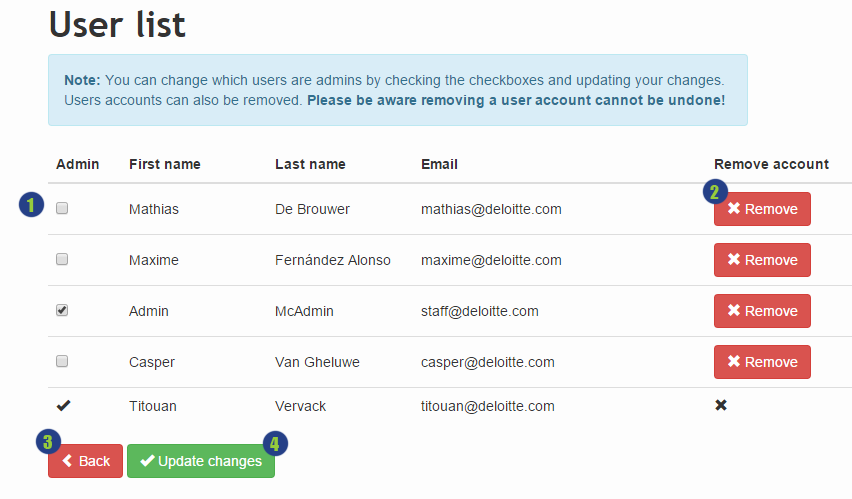 User list
Note: You can change which users are admins by checking the checkboxes and updating your changes.
Users accounts can also be removed. Please be aware removing a user account cannot be undone!
Admin First name Last name Email Remove account
1 Mathias De Brouwer mathias@deloitte.com 2 Remove
Maxime Fernández Alonso maxime@deloitte.com Remove
Admin McAdmin staff@deloitte.com Remove
Casper Van Gheluwe casper@deloitte.com Remove
Titouan Vervack titouan@deloitte.com
3 Back 4 Update changes